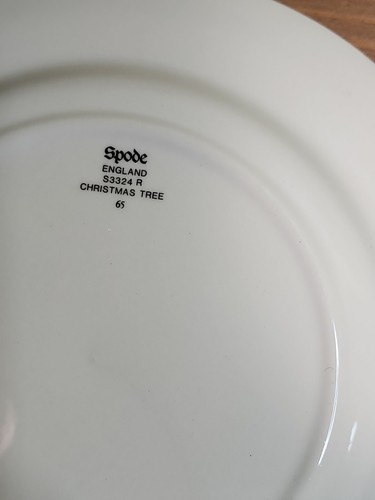 Spode
ENGLAND
S3324 R
CHRISTMAS TREE
65